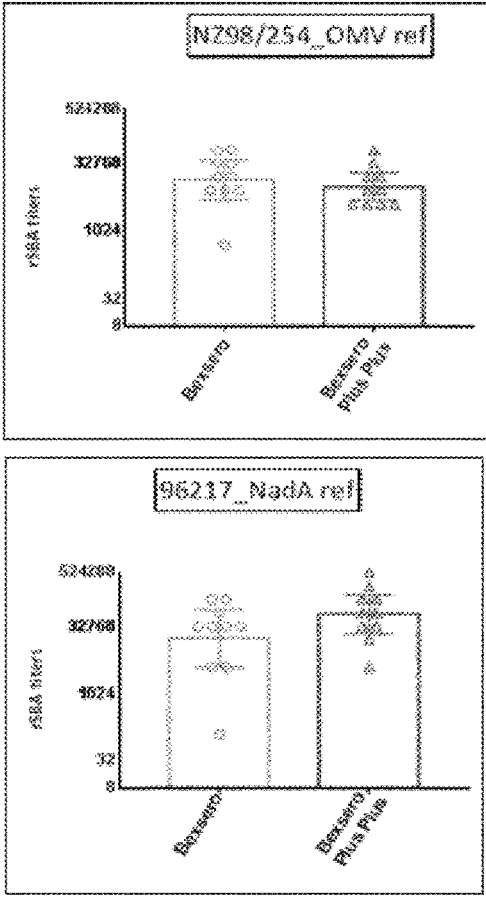 NZ98/254_OMV ref
524288
32768
1024
32
8
rSBA titers
Bexsero
Bexsero
plus Plus
96217_NadA ref
524288
32768
1024
32
8
rSBA titers
Bexsero
Bexsero
Plus Plus